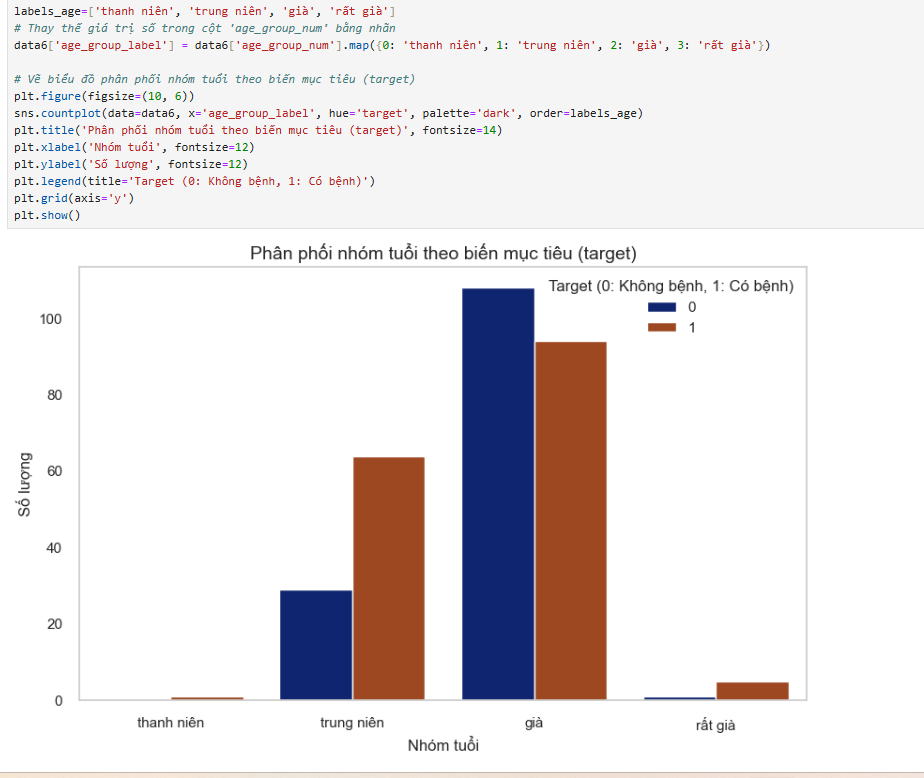 labels_age=['thanh niên', 'trung niên', 'già', 'rất già']
# Thay thế giá trị số trong cột 'age_group_num' bằng nhãn
data6['age_group_label'] = data6['age_group_num'].map({0: 'thanh niên', 1: 'trung niên', 2: 'già', 3: 'rất già'})
# Vẽ biểu đồ phân phối nhóm tuổi theo biến mục tiêu (target)
plt.figure(figsize=(10, 6))
sns.countplot(data=data6, x='age_group_label', hue='target', palette='dark', order=labels_age)
plt.title('Phân phối nhóm tuổi theo biến mục tiêu (target)', fontsize=14)
plt.xlabel('Nhóm tuổi', fontsize=12)
plt.ylabel('Số lượng', fontsize=12)
plt.legend(title='Target (0: Không bệnh, 1: Có bệnh)')
plt.grid(axis='y')
plt.show()
Phân phối nhóm tuổi theo biến mục tiêu (target)
Target (0: Không bệnh, 1: Có bệnh)
0
1
100
80
60
40
20
0
Số lượng
thanh niên trung niên già rất già
Nhóm tuổi